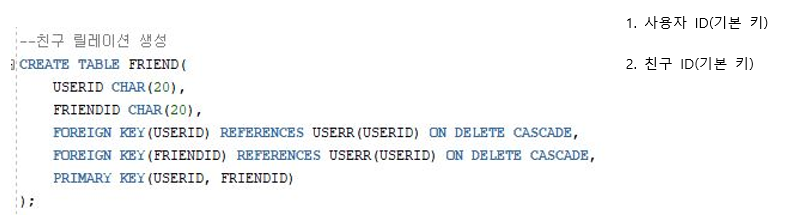 --친구 릴레이션 생성
CREATE TABLE FRIEND(
USERID CHAR(20),
FRIENDID CHAR(20),
FOREIGN KEY(USERID) REFERENCES USERR(USERID) ON DELETE CASCADE,
FOREIGN KEY(FRIENDID) REFERENCES USERR(USERID) ON DELETE CASCADE,
PRIMARY KEY(USERID, FRIENDID)
);
1. 사용자 ID(기본 키)
2. 친구 ID(기본 키)